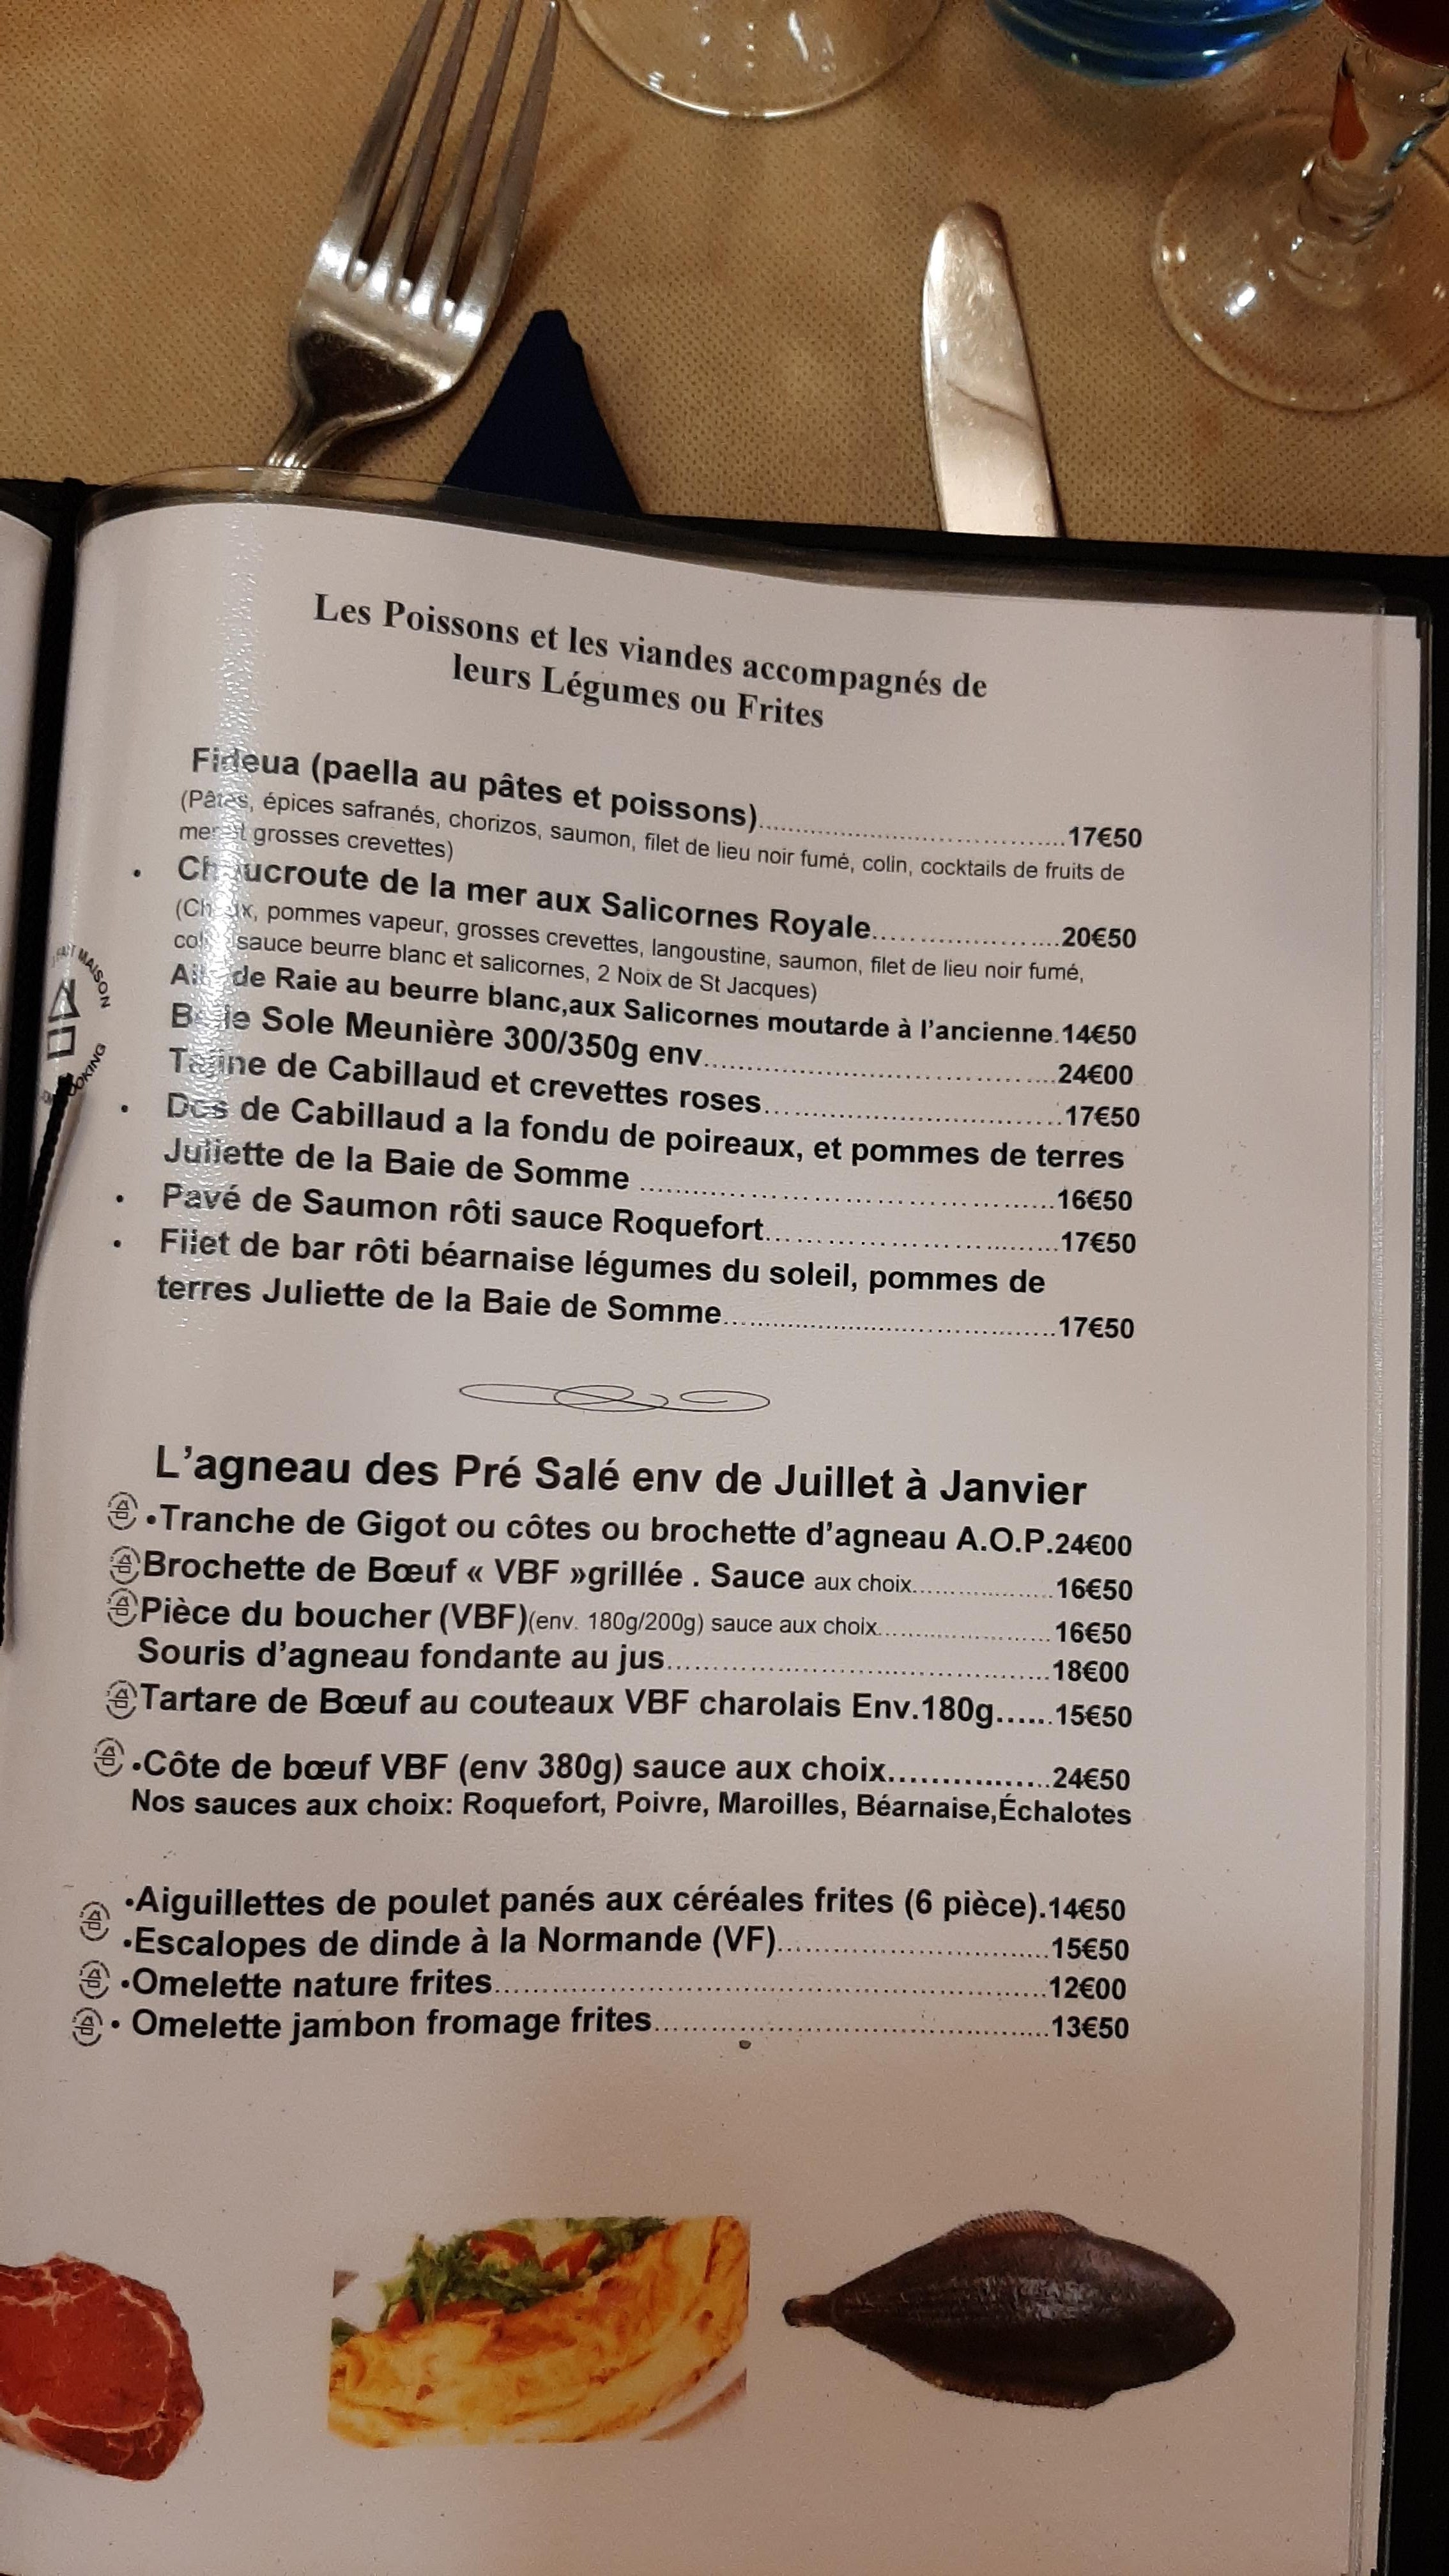 Les Poissons et les viandes accompagnés de
leurs Légumes ou Frites
Fideua (paella au pâtes et poissons)..........17€50
(Pâtes, épices safranés, chorizos, saumon, filet de lieu noir fumé, colin, cocktails de fruits de
mer et grosses crevettes)
• Choucroute de la mer aux Salicornes Royale..........20€50
(Choux, pommes vapeur, grosses crevettes, langoustine, saumon, filet de lieu noir fumé,
colin, sauce beurre blanc et salicornes, 2 Noix de St Jacques)
Aile de Raie au beurre blanc,aux Salicornes moutarde à l’ancienne.14€50
Belle Sole Meunière 300/350g env..........24€00
Tajine de Cabillaud et crevettes roses..........17€50
• Dos de Cabillaud a la fondu de poireaux, et pommes de terres
Juliette de la Baie de Somme ..........16€50
• Pavé de Saumon rôti sauce Roquefort..........17€50
• Filet de bar rôti béarnaise légumes du soleil, pommes de
terres Juliette de la Baie de Somme..........17€50
FAIT MAISON
COOKING
L’agneau des Pré Salé env de Juillet à Janvier
•Tranche de Gigot ou côtes ou brochette d’agneau A.O.P.24€00
Brochette de Bœuf « VBF »grillée . Sauce aux choix..........16€50
Pièce du boucher (VBF)(env. 180g/200g) sauce aux choix..........16€50
Souris d’agneau fondante au jus..........18€00
Tartare de Bœuf au couteaux VBF charolais Env.180g......15€50
•Côte de bœuf VBF (env 380g) sauce aux choix..........24€50
Nos sauces aux choix: Roquefort, Poivre, Maroilles, Béarnaise,Échalotes
•Aiguillettes de poulet panés aux céréales frites (6 pièce).14€50
•Escalopes de dinde à la Normande (VF)..........15€50
•Omelette nature frites..........12€00
• Omelette jambon fromage frites..........13€50